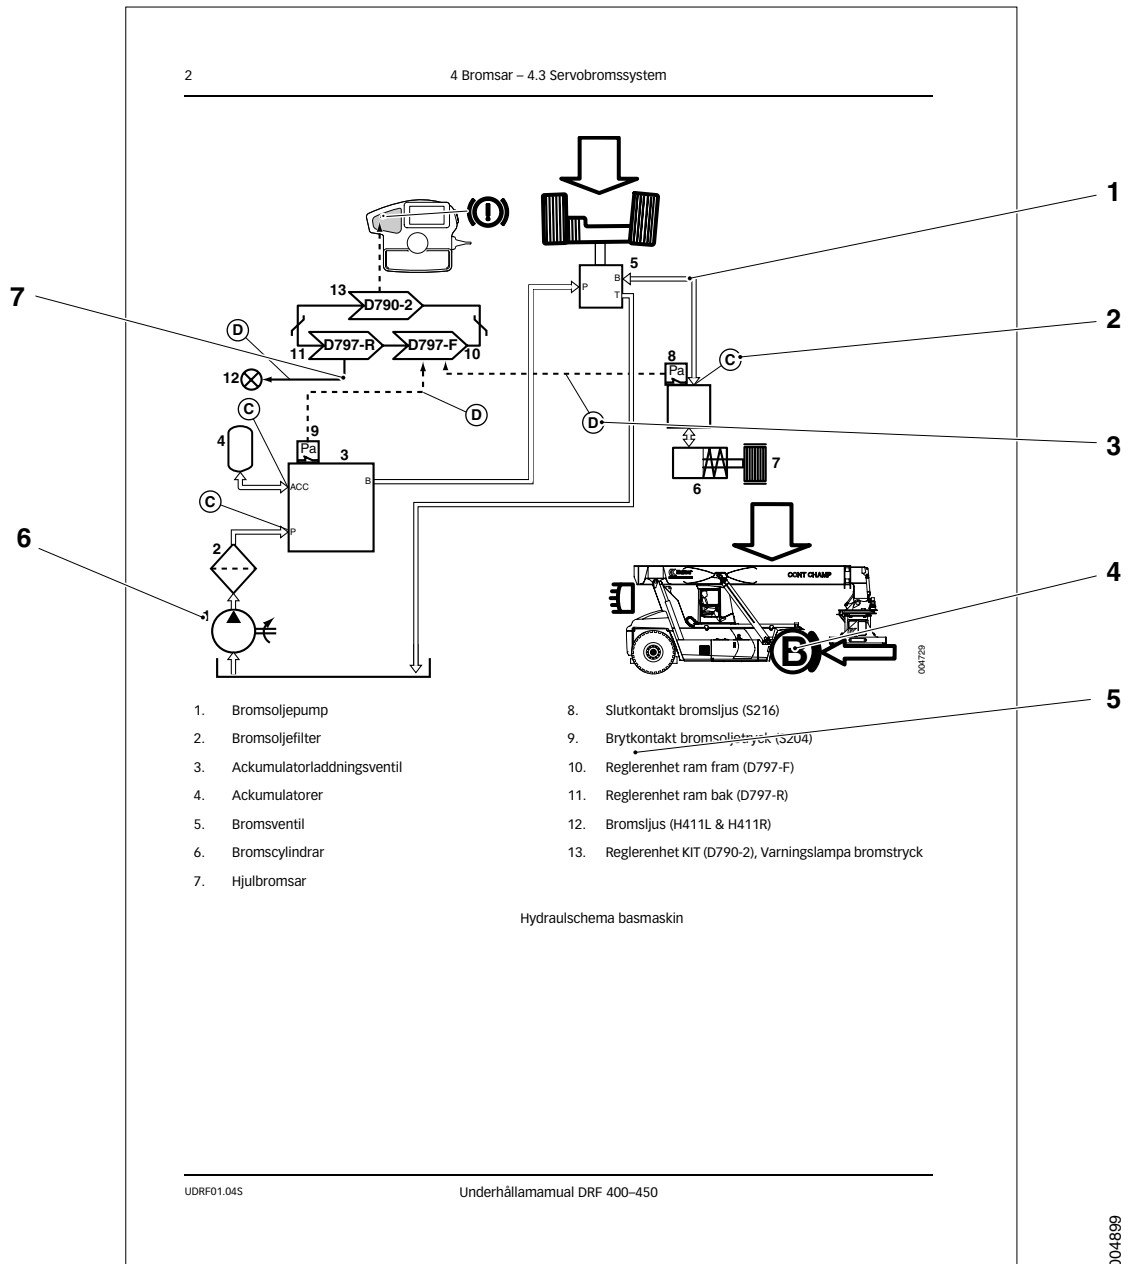 2
4 Bromsar – 4.3 Servobromssystem
1
5
B
P
T
13
D790-2
7
D
D797-R
D797-F
11
10
2
8
C
Pa
12
C
D
D
3
9
4
Pa
3
7
ACC
B
6
C
P
6
2
CONT CHAMP
4
1
B
004729
5
1. Bromsoljepump
2. Bromsoljefilter
3. Ackumulatorladdningsventil
4. Ackumulatorer
5. Bromsventil
6. Bromscylindrar
7. Hjulbromsar
8. Slutkontakt bromsljus (S216)
9. Brytkontakt bromsoljetryck (S204)
10. Reglerenhet ram fram (D797-F)
11. Reglerenhet ram bak (D797-R)
12. Bromsljus (H411L & H411R)
13. Reglerenhet KIT (D790-2), Varningslampa bromstryck
Hydraulschema basmaskin
UDRF01.04S
Underhållamanual DRF 400–450
004899